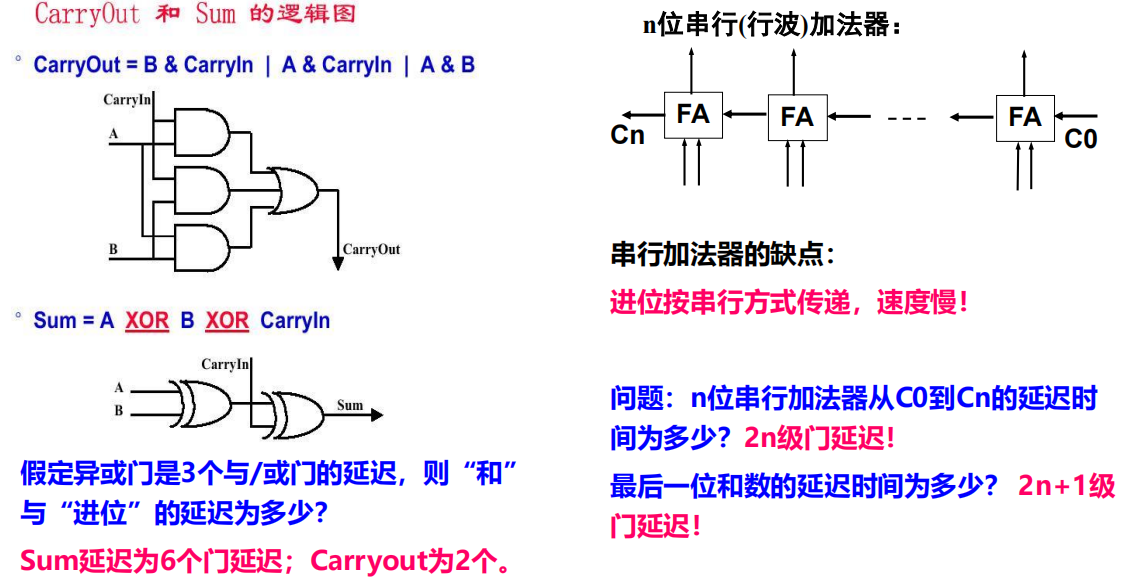 CarryOut 和 Sum 的逻辑图
° CarryOut = B & CarryIn | A & CarryIn | A & B
CarryIn
A
B
CarryOut
° Sum = A XOR B XOR CarryIn
CarryIn
A
B
Sum
假定异或门是3个与/或门的延迟，则“和”
与“进位”的延迟为多少？
Sum延迟为6个门延迟；Carryout为2个。
n位串行(行波)加法器：
FA
FA
---
FA
Cn
C0
串行加法器的缺点：
进位按串行方式传递，速度慢！
问题：n位串行加法器从C0到Cn的延迟时
间为多少？2n级门延迟！
最后一位和数的延迟时间为多少？ 2n+1级
门延迟！